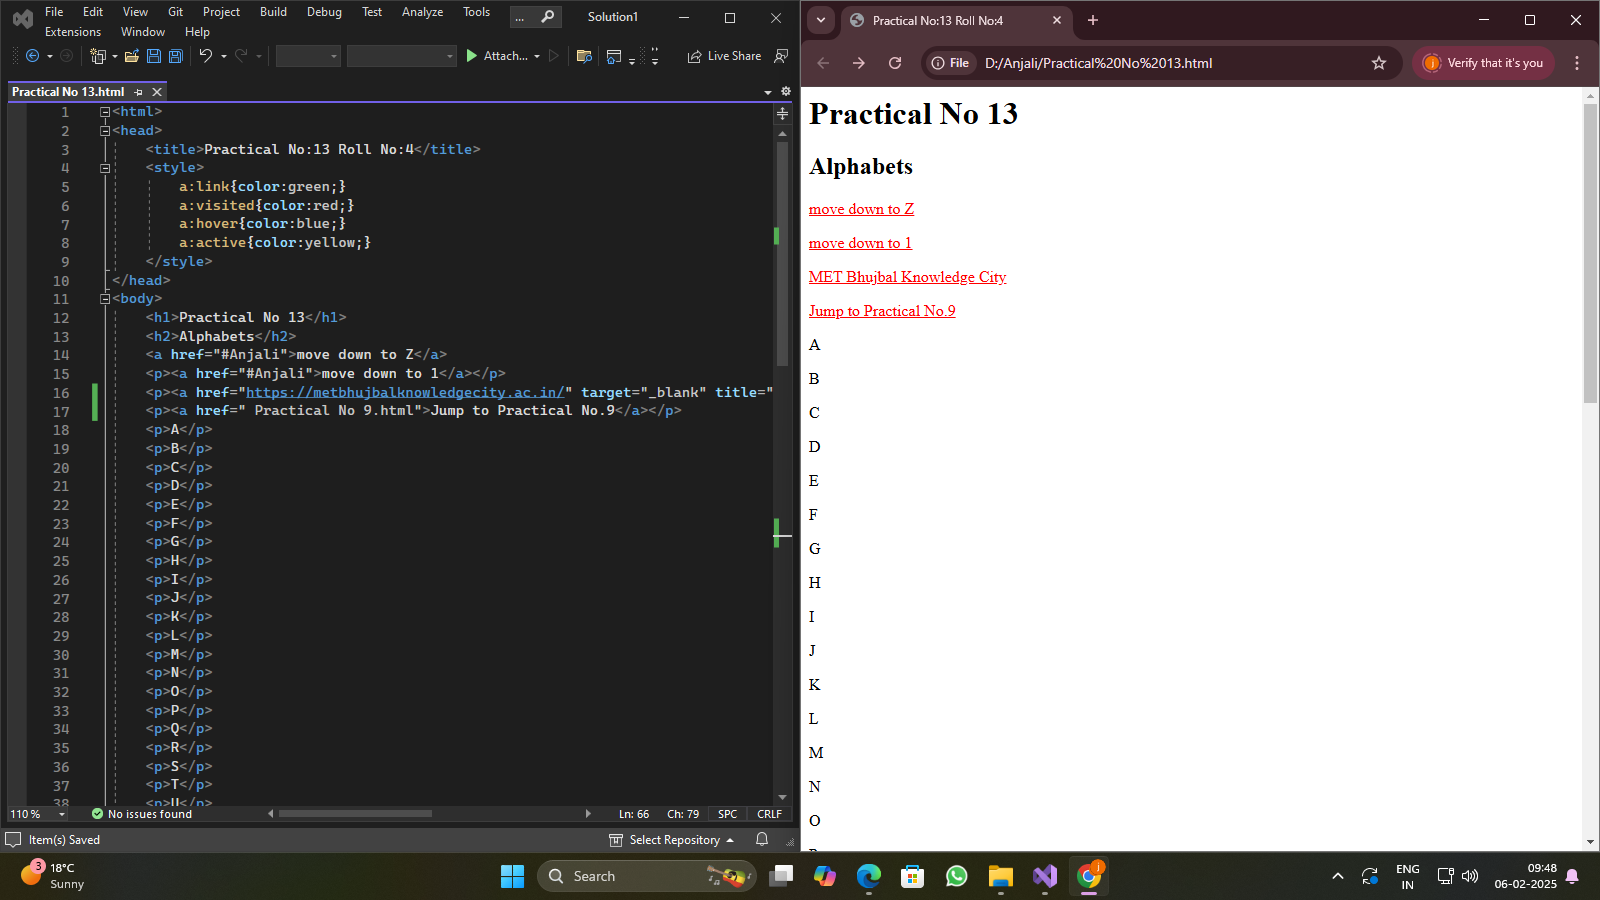 File Edit View Git Project Build Debug Test Analyze Tools ... Solution1
Extensions Window Help
Attach... Live Share
Practical No 13.html
1 <html>
2 <head>
3 <title>Practical No:13 Roll No:4</title>
4 <style>
5 a:link{color:green;}
6 a:visited{color:red;}
7 a:hover{color:blue;}
8 a:active{color:yellow;}
9 </style>
10 </head>
11 <body>
12 <h1>Practical No 13</h1>
13 <h2>Alphabets</h2>
14 <a href="#Anjali">move down to Z</a>
15 <p><a href="#Anjali">move down to 1</a></p>
16 <p><a href="https://metbhujbalknowledgecity.ac.in/" target="_blank" title="
17 <p><a href=" Practical No 9.html">Jump to Practical No.9</a></p>
18 <p>A</p>
19 <p>B</p>
20 <p>C</p>
21 <p>D</p>
22 <p>E</p>
23 <p>F</p>
24 <p>G</p>
25 <p>H</p>
26 <p>I</p>
27 <p>J</p>
28 <p>K</p>
29 <p>L</p>
30 <p>M</p>
31 <p>N</p>
32 <p>O</p>
33 <p>P</p>
34 <p>Q</p>
35 <p>R</p>
36 <p>S</p>
37 <p>T</p>
38 <p>U</p>
110 % No issues found Ln: 66 Ch: 79 SPC CRLF
Item(s) Saved Select Repository
Practical No:13 Roll No:4
File D:/Anjali/Practical%20No%2013.html j Verify that it's you
Practical No 13
Alphabets
move down to Z
move down to 1
MET Bhujbal Knowledge City
Jump to Practical No.9
A
B
C
D
E
F
G
H
I
J
K
L
M
N
O
3 18°C
Sunny
Search
j
ENG
IN
09:48
06-02-2025